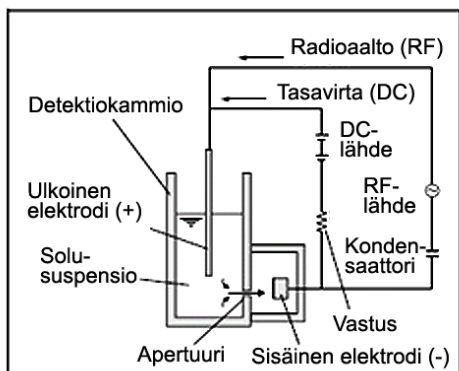 Radioaalto (RF)
Tasavirta (DC)
Detektiokammio
DC-
lähde
Ulkoinen
elektrodi (+)
RF-
lähde
Solu-
suspensio
Konden-
saattori
Vastus
Apertuuri
Sisäinen elektrodi (-)